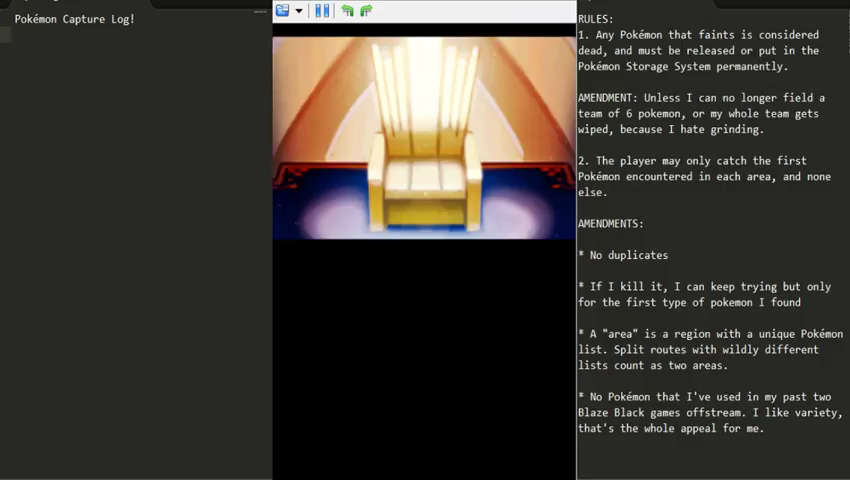 Pokémon Capture Log!
RULES:
1. Any Pokémon that faints is considered
dead, and must be released or put in the
Pokémon Storage System permanently.
AMENDMENT: Unless I can no longer field a
team of 6 pokemon, or my whole team gets
wiped, because I hate grinding.
2. The player may only catch the first
Pokémon encountered in each area, and none
else.
AMENDMENTS:
* No duplicates
* If I kill it, I can keep trying but only
for the first type of pokemon I found
* A "area" is a region with a unique Pokémon
list. Split routes with wildly different
lists count as two areas.
* No Pokémon that I've used in my past two
Blaze Black games offstream. I like variety,
that's the whole appeal for me.